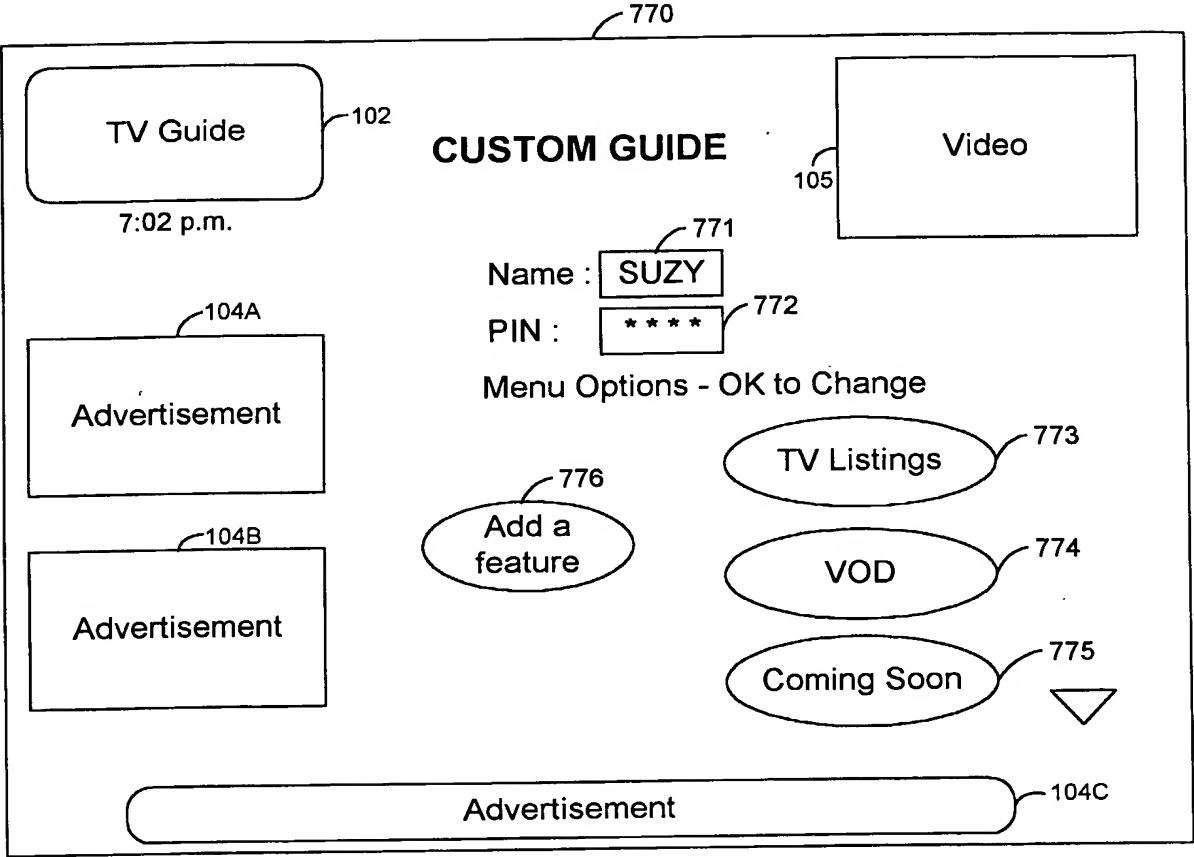 770
TV Guide
102
CUSTOM GUIDE
Video
105
7:02 p.m.
771
Name : SUZY
772
PIN : * * * *
Menu Options - OK to Change
104A
Advertisement
773
TV Listings
776
Add a
feature
104B
Advertisement
774
VOD
775
Coming Soon
Advertisement
104C